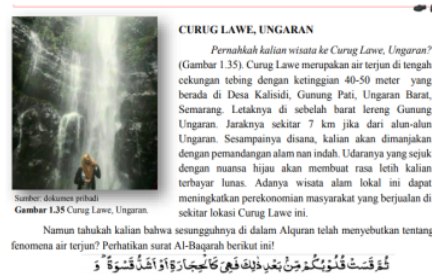 CURUG LAWE, UNGARAN
Pernahkah kalian wisata ke Curug Lawe, Ungaran?
(Gambar 1.35). Curug Lawe merupakan air terjun di tengah
cekungan tebing dengan ketinggian 40-50 meter yang
berada di Desa Kalisidi, Gunung Pati, Ungaran Barat,
Semarang. Letaknya di sebelah barat lereng Gunung
Ungaran. Jaraknya sekitar 7 km jika dari alun-alun
Ungaran. Sesampainya disana, kalian akan dimanjakan
dengan pemandangan alam nan indah. Udaranya yang sejuk
dengan nuansa hijau akan membuat rasa letih kalian
terbayar lunas. Adanya wisata alam lokal ini dapat
meningkatkan perekonomian masyarakat yang berjualan di
sekitar lokasi Curug Lawe ini.
Sumber: dokumen pribadi
Gambar 1.35 Curug Lawe, Ungaran.
Namun tahukah kalian bahwa sesungguhnya di dalam Alquran telah menyebutkan tentang
fenomena air terjun? Perhatikan surat Al-Baqarah berikut ini!
ثُمَّ قَسَتْ قُلُوْبُكُمْ مِّنْۢ بَعْدِ ذٰلِكَ فَهِيَ كَالْحِجَارَةِ اَوْ اَشَدُّ قَسْوَةً ۗ وَ